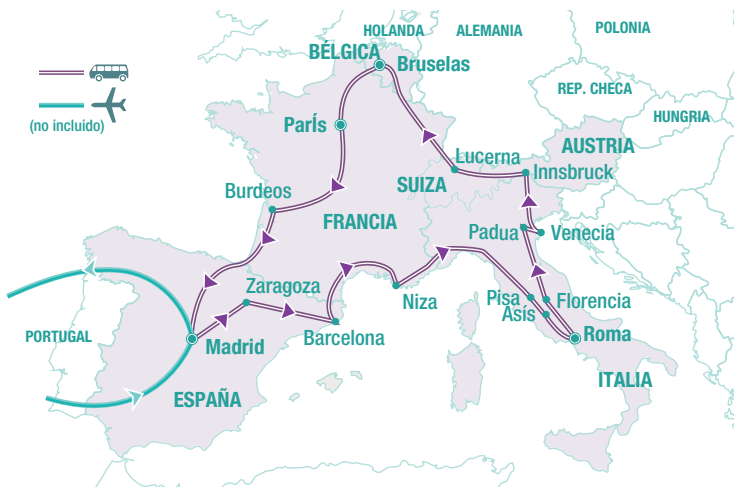 HOLANDA
ALEMANIA
POLONIA
BÉLGICA
Bruselas
REP. CHECA
HUNGRIA
(no incluido)
París
AUSTRIA
Lucerna
Innsbruck
SUIZA
Burdeos
FRANCIA
Padua
Venecia
Zaragoza
Niza
Pisa
Florencia
Asís
PORTUGAL
Madrid
Barcelona
Roma
ITALIA
ESPAÑA